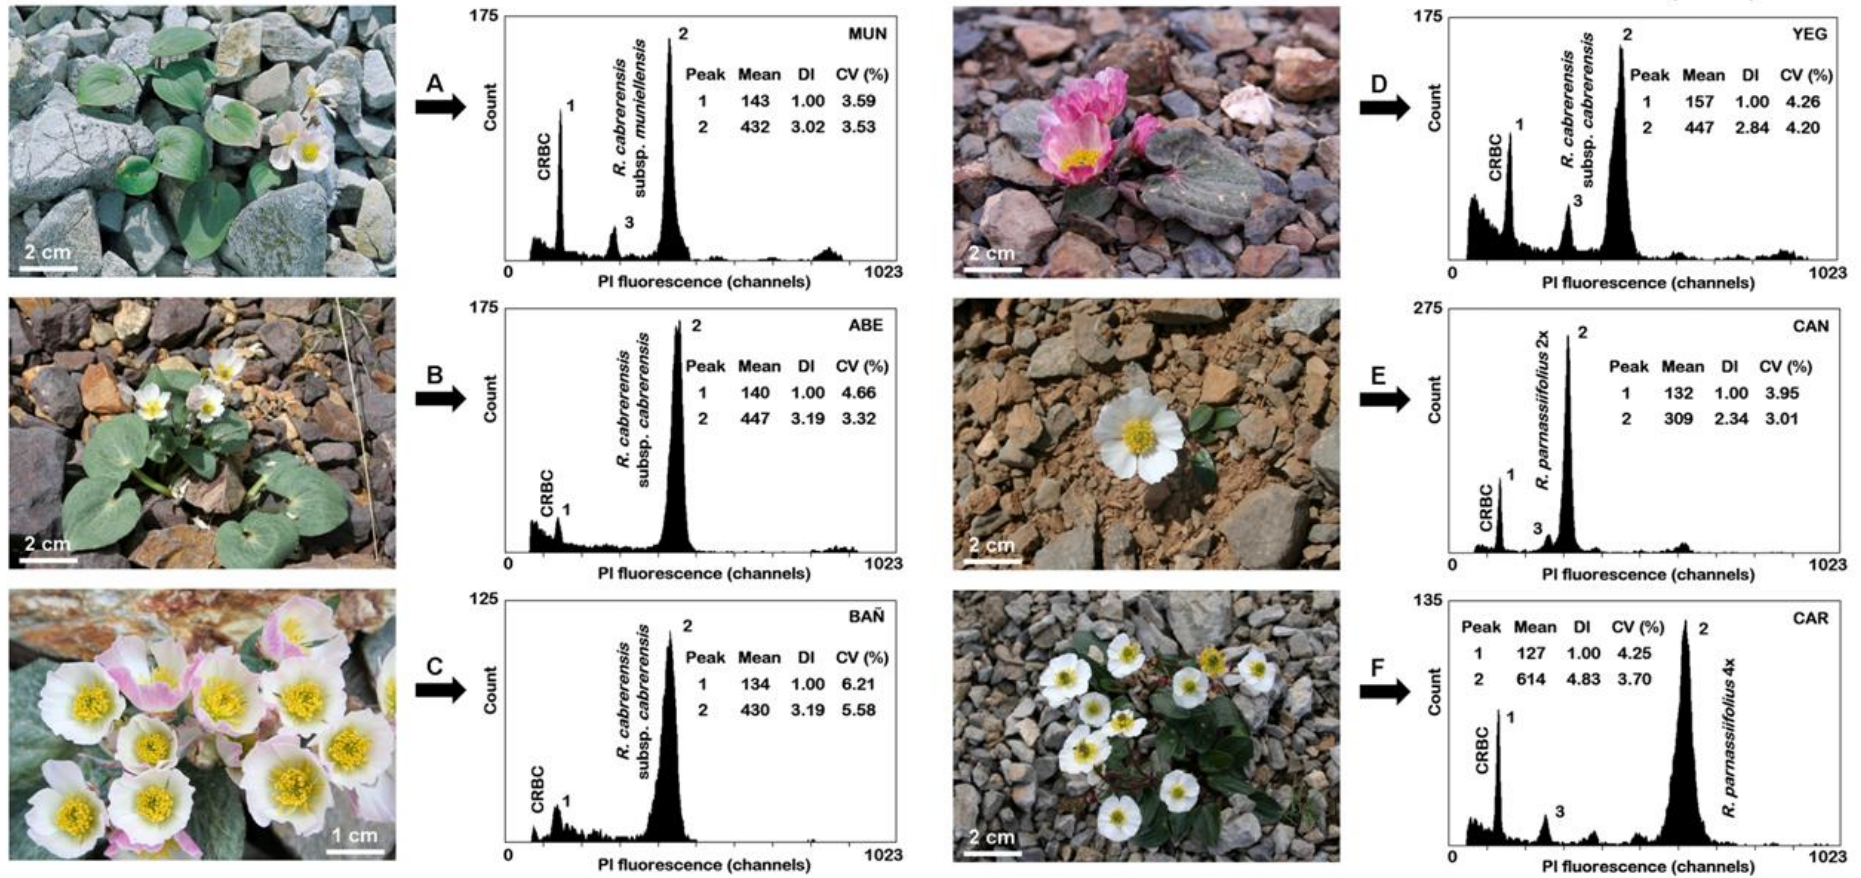 A
175
MUN
Count
CRBC
1
R. cabrerensis
subsp. muniellensis
3
2
Peak Mean DI CV (%)
1 143 1.00 3.59
2 432 3.02 3.53
0 1023
PI fluorescence (channels)
2 cm
B
175
ABE
Count
CRBC
1
R. cabrerensis
subsp. cabrerensis
2
Peak Mean DI CV (%)
1 140 1.00 4.66
2 447 3.19 3.32
0 1023
PI fluorescence (channels)
2 cm
C
125
BAÑ
Count
CRBC
1
R. cabrerensis
subsp. cabrerensis
2
Peak Mean DI CV (%)
1 134 1.00 6.21
2 430 3.19 5.58
0 1023
PI fluorescence (channels)
1 cm
D
175
YEG
Count
CRBC
1
R. cabrerensis
subsp. cabrerensis
3
2
Peak Mean DI CV (%)
1 157 1.00 4.26
2 447 2.84 4.20
0 1023
PI fluorescence (channels)
2 cm
E
275
CAN
Count
CRBC
1
R. parnassiifolius 2x
3
2
Peak Mean DI CV (%)
1 132 1.00 3.95
2 309 2.34 3.01
0 1023
PI fluorescence (channels)
2 cm
F
135
CAR
Count
Peak Mean DI CV (%)
1 127 1.00 4.25
2 614 4.83 3.70
CRBC
1
3
2
R. parnassiifolius 4x
0 1023
PI fluorescence (channels)
2 cm